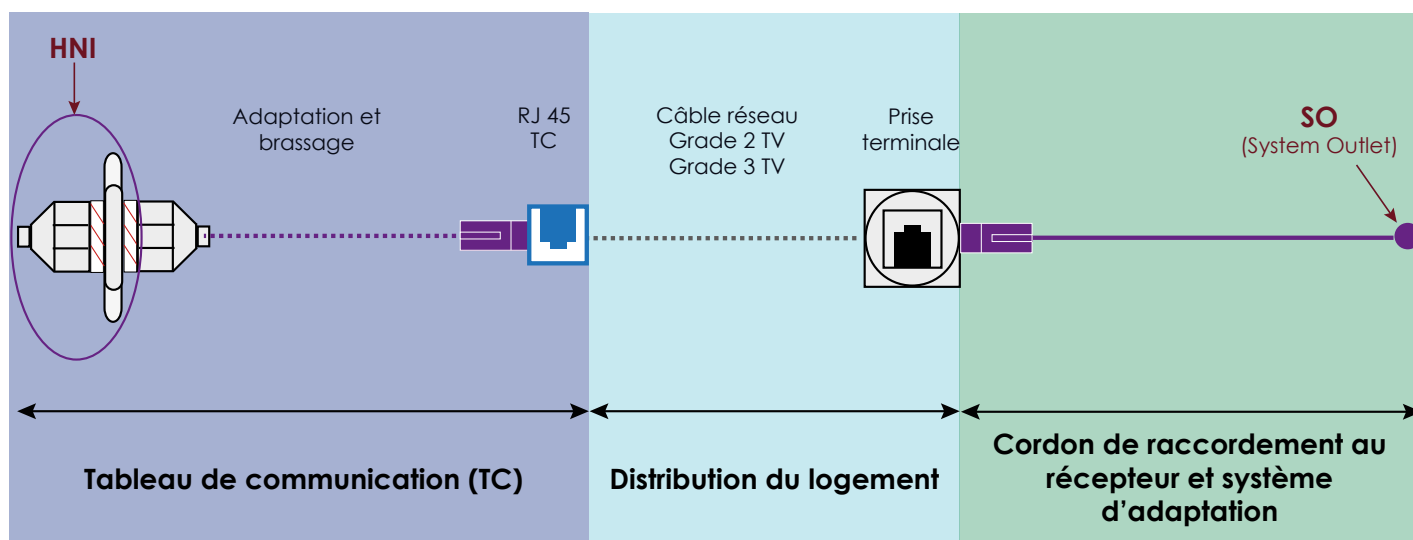 HNI
Adaptation et
brassage
RJ 45
TC
Câble réseau
Grade 2 TV
Grade 3 TV
Prise
terminale
SO
(System Outlet)
Tableau de communication (TC)
Distribution du logement
Cordon de raccordement au
récepteur et système
d’adaptation